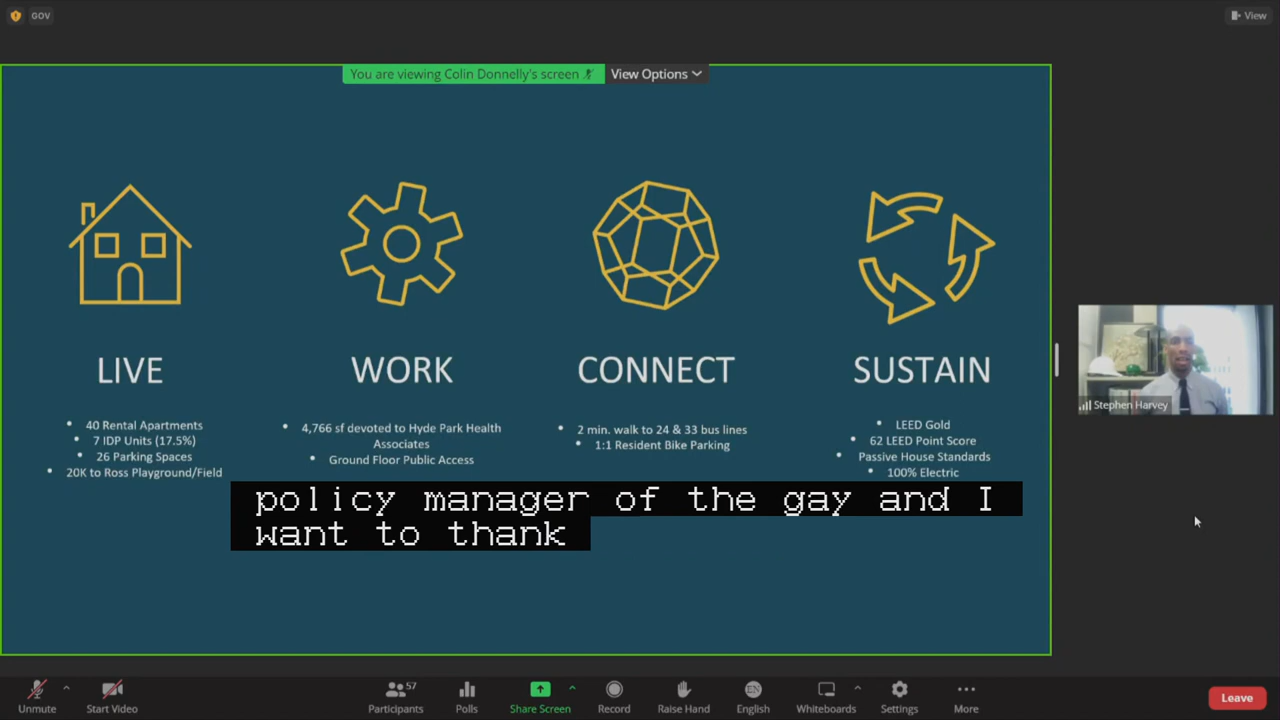 GOV
View
You are viewing Colin Donnelly's screen
View Options
LIVE
• 40 Rental Apartments
• 7 IDP Units (17.5%)
• 26 Parking Spaces
• 20K to Ross Playground/Field
WORK
• 4,766 sf devoted to Hyde Park Health
Associates
• Ground Floor Public Access
CONNECT
• 2 min. walk to 24 & 33 bus lines
• 1:1 Resident Bike Parking
SUSTAIN
• LEED Gold
• 62 LEED Point Score
• Passive House Standards
• 100% Electric
Stephen Harvey
policy manager of the gay and I
want to thank
Unmute
Start Video
57
Participants
Polls
Share Screen
Record
Raise Hand
EN
English
Whiteboards
Settings
More
Leave